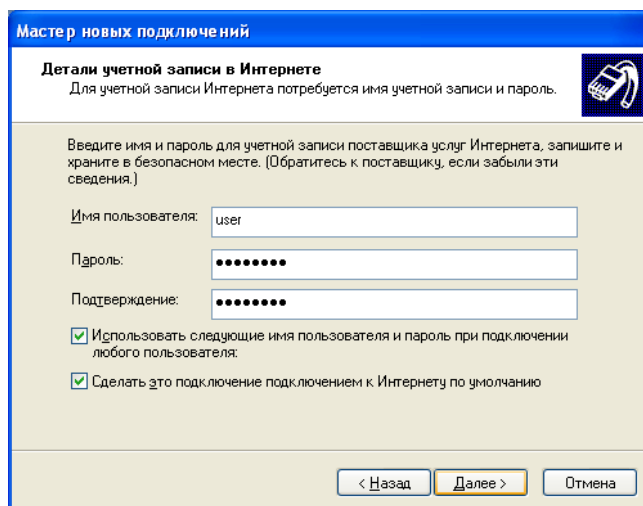 Мастер новых подключений
Детали учетной записи в Интернете
Для учетной записи Интернета потребуется имя учетной записи и пароль.
Введите имя и пароль для учетной записи поставщика услуг Интернета, запишите и
храните в безопасном месте. (Обратитесь к поставщику, если забыли эти
сведения.)
Имя пользователя: user
Пароль: ••••••••
Подтверждение: ••••••••
Использовать следующие имя пользователя и пароль при подключении
любого пользователя:
Сделать это подключение подключением к Интернету по умолчанию
< Назад Далее > Отмена